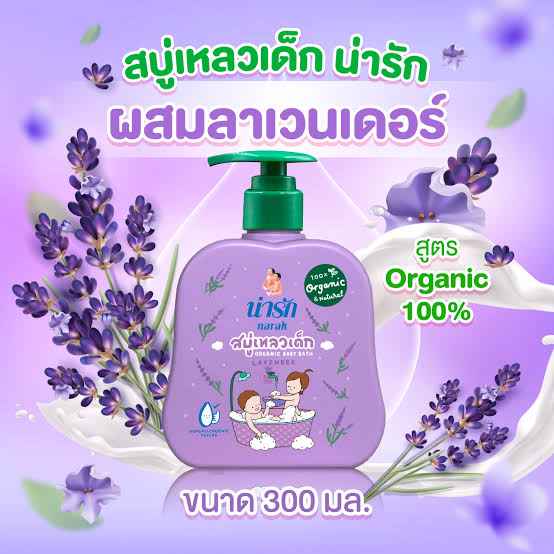 สบู่เหลวเด็ก น่ารัก
ผสมลาเวนเดอร์
สูตร
Organic
100%
100%
Organic
& Natural
น่ารัก
narak
สบู่เหลวเด็ก
ORGANIC BABY BATH
LAVENDER
HYPOALLERGENIC
TESTED
ขนาด 300 มล.